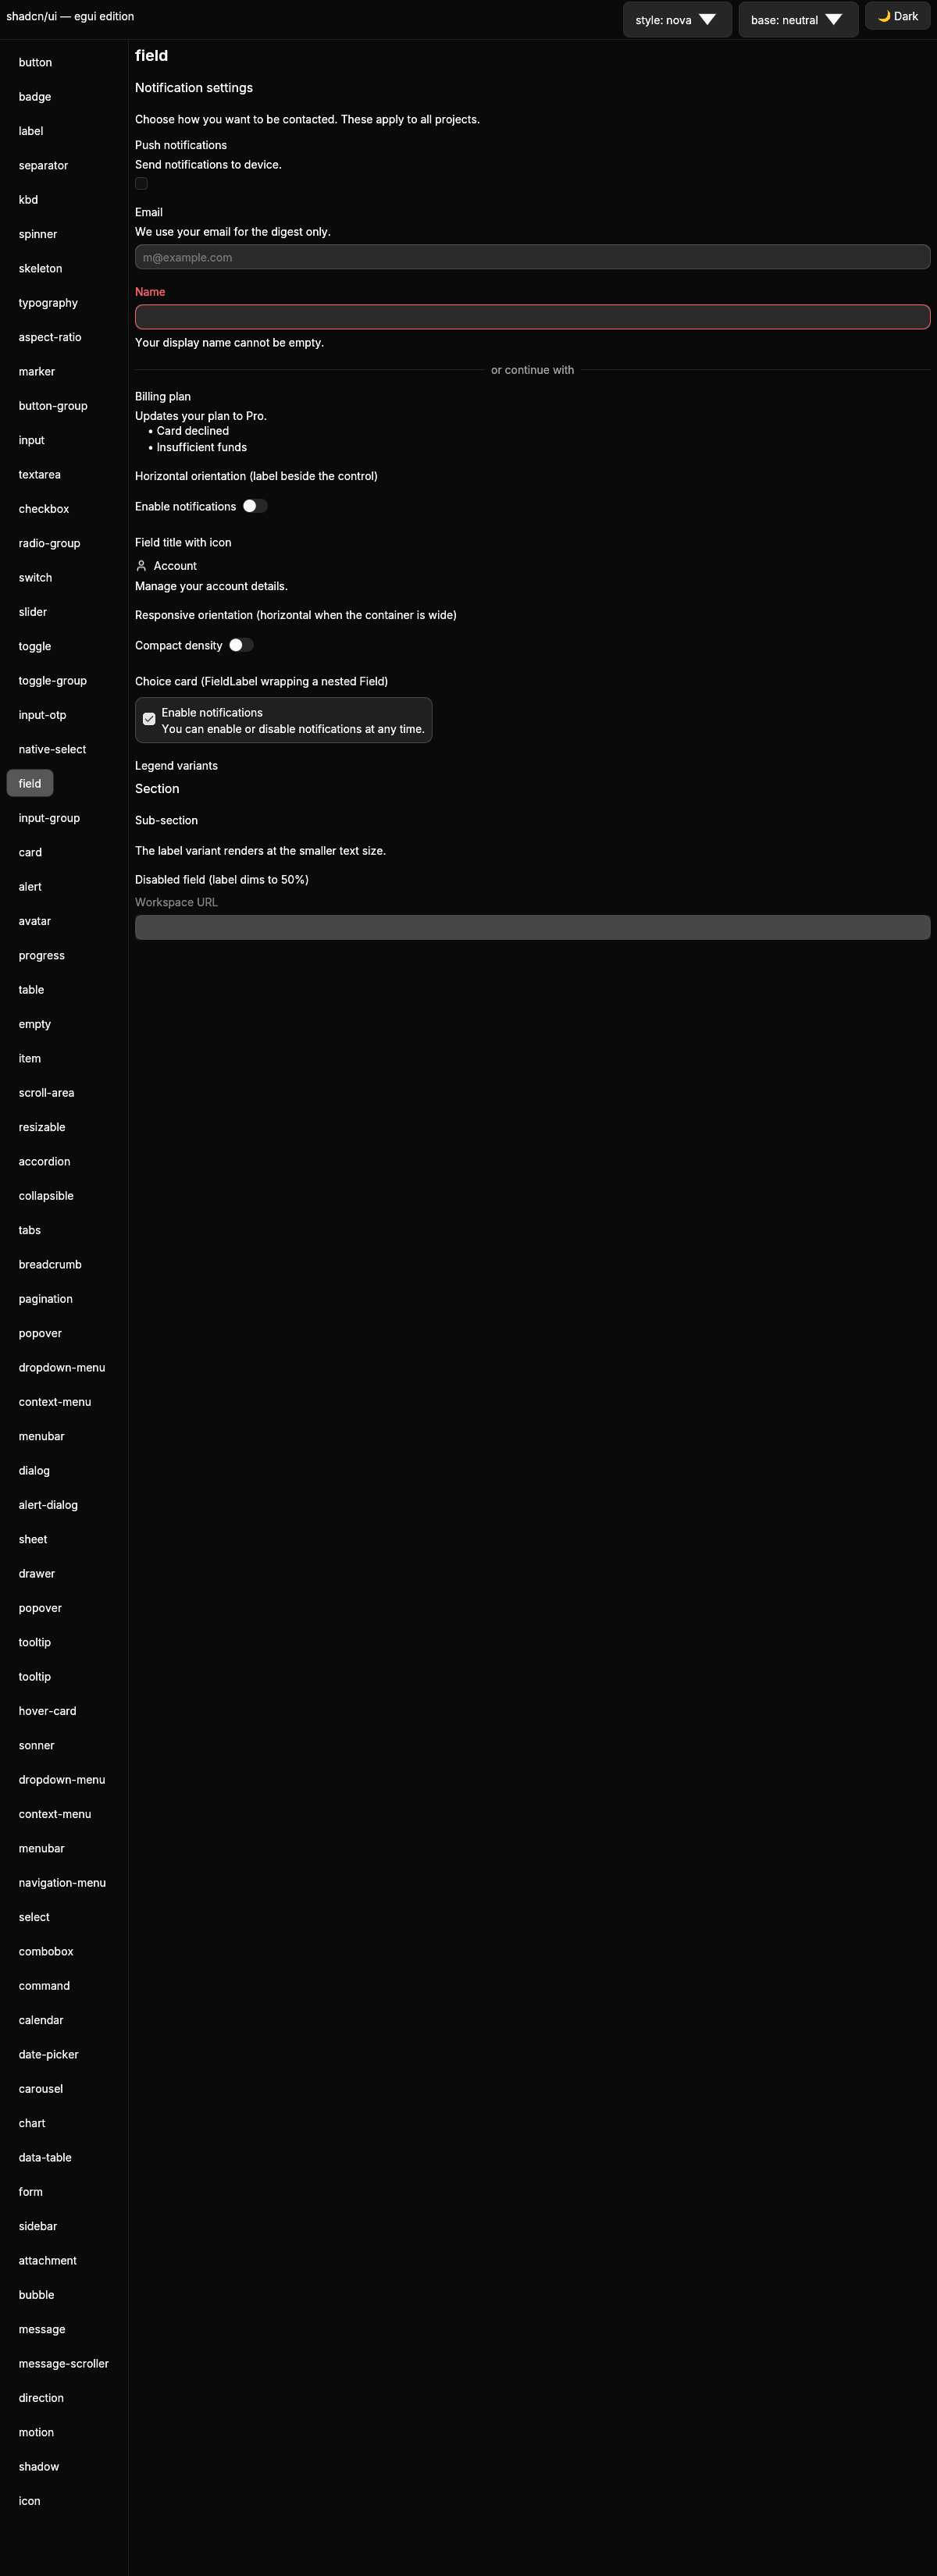 shadcn/ui — egui edition
style: nova
base: neutral
🌙 Dark
button
badge
label
separator
kbd
spinner
skeleton
typography
aspect-ratio
marker
button-group
input
textarea
checkbox
radio-group
switch
slider
toggle
toggle-group
input-otp
native-select
field
input-group
card
alert
avatar
progress
table
empty
item
scroll-area
resizable
accordion
collapsible
tabs
breadcrumb
pagination
popover
dropdown-menu
context-menu
menubar
dialog
alert-dialog
sheet
drawer
popover
tooltip
tooltip
hover-card
sonner
dropdown-menu
context-menu
menubar
navigation-menu
select
combobox
command
calendar
date-picker
carousel
chart
data-table
form
sidebar
attachment
bubble
message
message-scroller
direction
motion
shadow
icon
field
Notification settings
Choose how you want to be contacted. These apply to all projects.
Push notifications
Send notifications to device.
Email
We use your email for the digest only.
m@example.com
Name
Your display name cannot be empty.
or continue with
Billing plan
Updates your plan to Pro.
• Card declined
• Insufficient funds
Horizontal orientation (label beside the control)
Enable notifications
Field title with icon
Account
Manage your account details.
Responsive orientation (horizontal when the container is wide)
Compact density
Choice card (FieldLabel wrapping a nested Field)
Enable notifications
You can enable or disable notifications at any time.
Legend variants
Section
Sub-section
The label variant renders at the smaller text size.
Disabled field (label dims to 50%)
Workspace URL